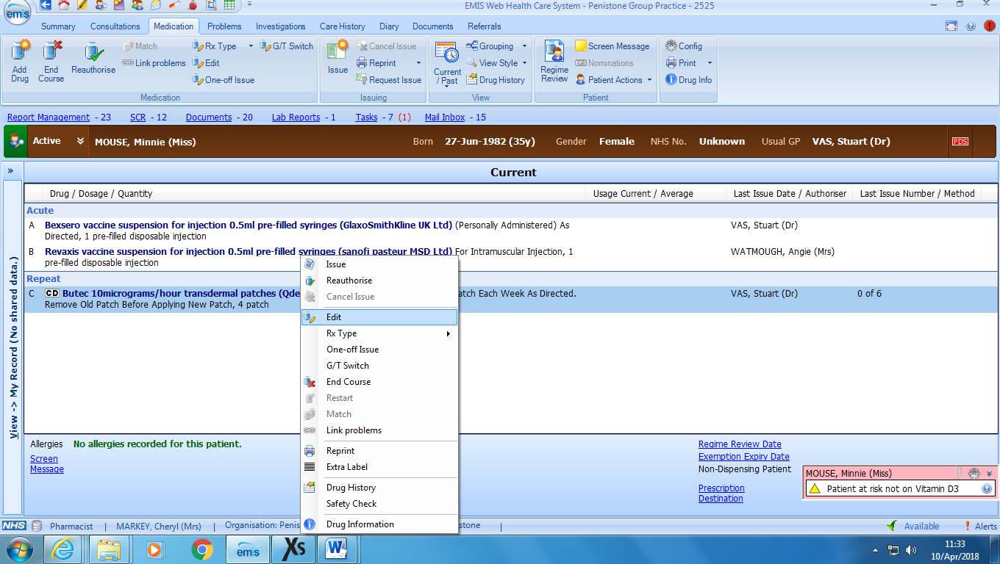 emis
EMIS Web Health Care System - Penistone Group Practice - 2525
Summary Consultations Medication Problems Investigations Care History Diary Documents Referrals
Add Drug
End Course
Reauthorise
Match
Link problems
Rx Type
Edit
One-off Issue
G/T Switch
Medication
Issue
Cancel Issue
Reprint
Request Issue
Issuing
Current / Past
Grouping
View Style
Drug History
View
Regime Review
Screen Message
EPS Nominations
Patient Actions
Patient
Config
Print
Drug Info
Report Management - 23 SCR - 12 Documents - 20 Lab Reports - 1 Tasks - 7 (1) Mail Inbox - 15
Active MOUSE, Minnie (Miss) Born 27-Jun-1982 (35y) Gender Female NHS No. Unknown Usual GP VAS, Stuart (Dr) PDS
»
View --> My Record (No shared data.)
Current
Drug / Dosage / Quantity Usage Current / Average Last Issue Date / Authoriser Last Issue Number / Method
Acute
A Bexsero vaccine suspension for injection 0.5ml pre-filled syringes (GlaxoSmithKline UK Ltd) (Personally Administered) As VAS, Stuart (Dr)
Directed, 1 pre-filled disposable injection
B Revaxis vaccine suspension for injection 0.5ml pre-filled syringes (sanofi pasteur MSD Ltd) For Intramuscular Injection, 1 WATMOUGH, Angie (Mrs)
pre-filled disposable injection
Repeat
C CD Butec 10micrograms/hour transdermal patches (Qde atch Each Week As Directed. VAS, Stuart (Dr) 0 of 6
Remove Old Patch Before Applying New Patch, 4 patch
Issue
Reauthorise
Cancel Issue
Edit
Rx Type
One-off Issue
G/T Switch
End Course
Restart
Match
Link problems
Reprint
Extra Label
Drug History
Safety Check
Drug Information
Allergies No allergies recorded for this patient.
Screen
Message
Regime Review Date
Exemption Expiry Date
Non-Dispensing Patient
Prescription
Destination
MOUSE, Minnie (Miss)
Patient at risk not on Vitamin D3
NHS Pharmacist | MARKEY, Cheryl (Mrs) | Organisation: Penis stone | Available Alerts
emis Xs W
11:33
10/Apr/2018